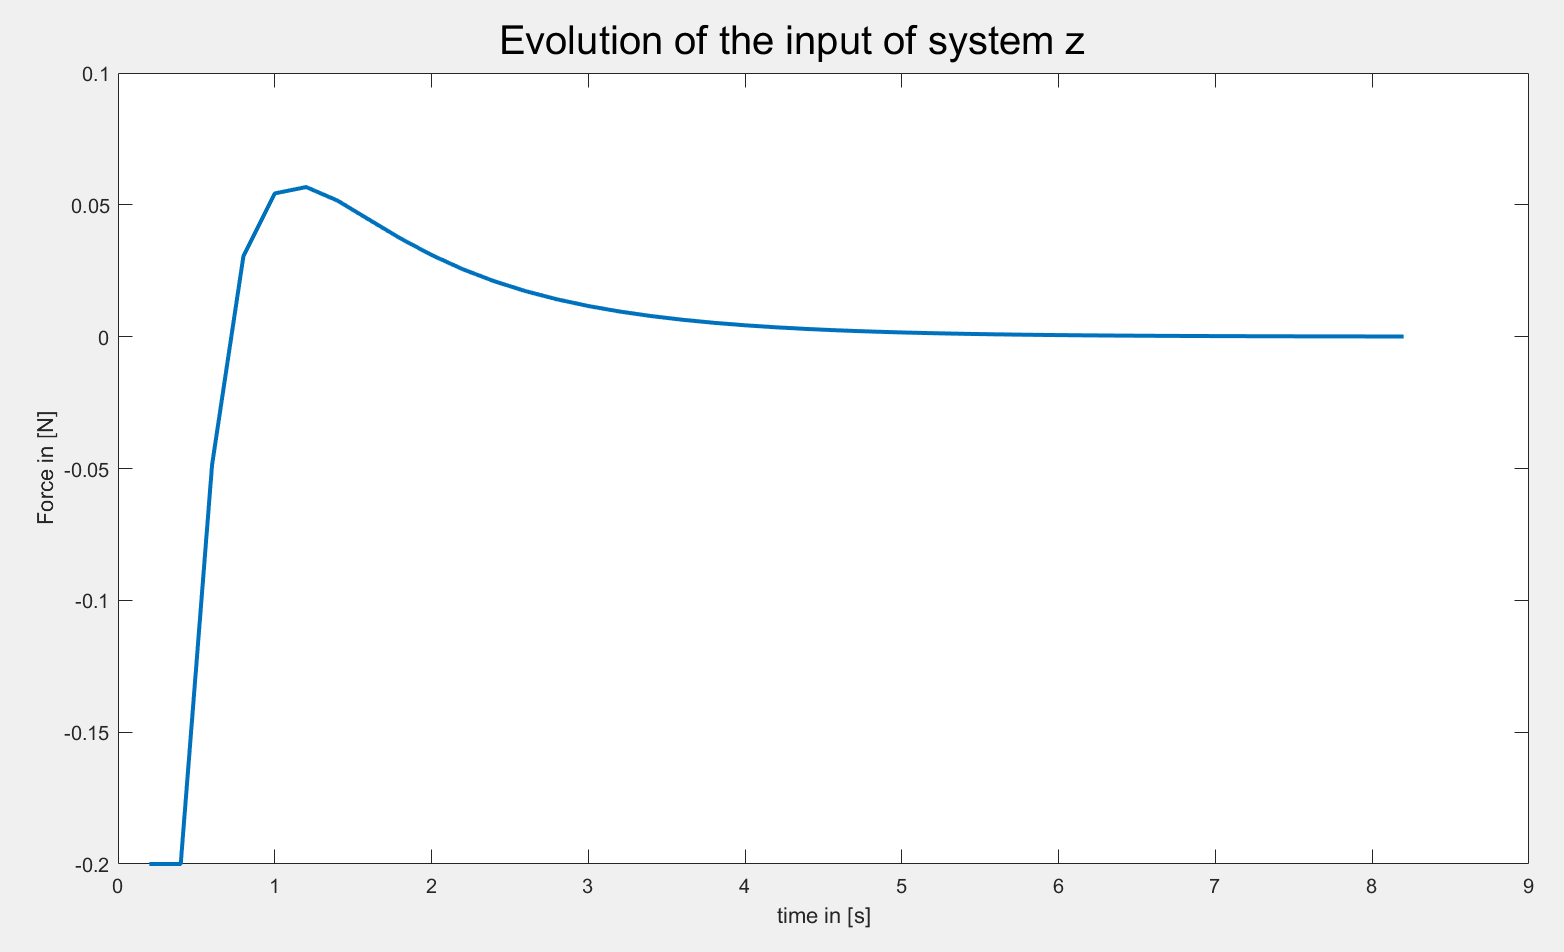 Evolution of the input of system z
0.1
0.05
0
-0.05
-0.1
-0.15
-0.2
Force in [N]
0 1 2 3 4 5 6 7 8 9
time in [s]